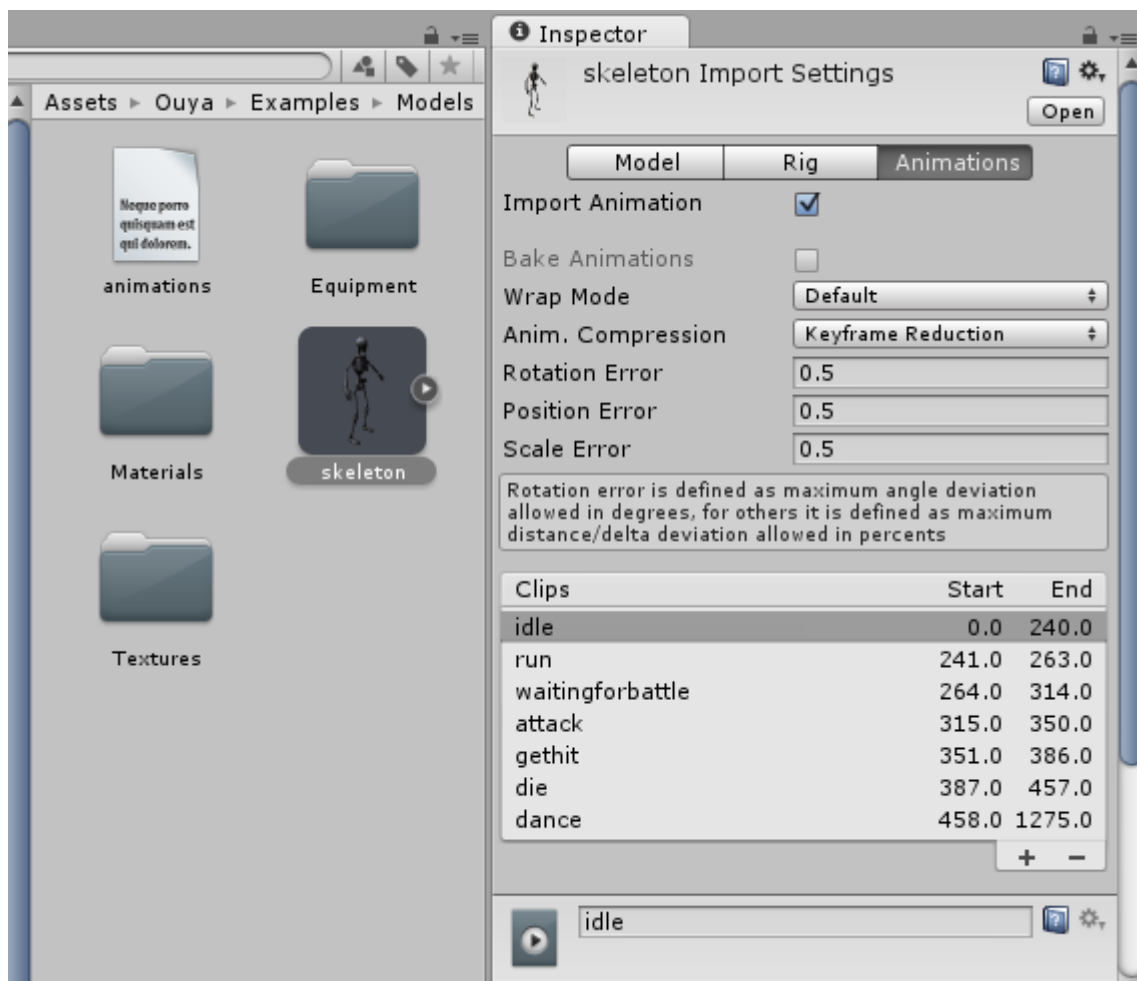 Assets ▸ Ouya ▸ Examples ▸ Models
Neque porro
quisquam est
qui dolorem.
animations
Equipment
Materials
skeleton
Textures
Inspector
skeleton Import Settings
Open
Model Rig Animations
Import Animation
Bake Animations
Wrap Mode Default
Anim. Compression Keyframe Reduction
Rotation Error 0.5
Position Error 0.5
Scale Error 0.5
Rotation error is defined as maximum angle deviation
allowed in degrees, for others it is defined as maximum
distance/delta deviation allowed in percents
Clips Start End
idle 0.0 240.0
run 241.0 263.0
waitingforbattle 264.0 314.0
attack 315.0 350.0
gethit 351.0 386.0
die 387.0 457.0
dance 458.0 1275.0
+ −
idle